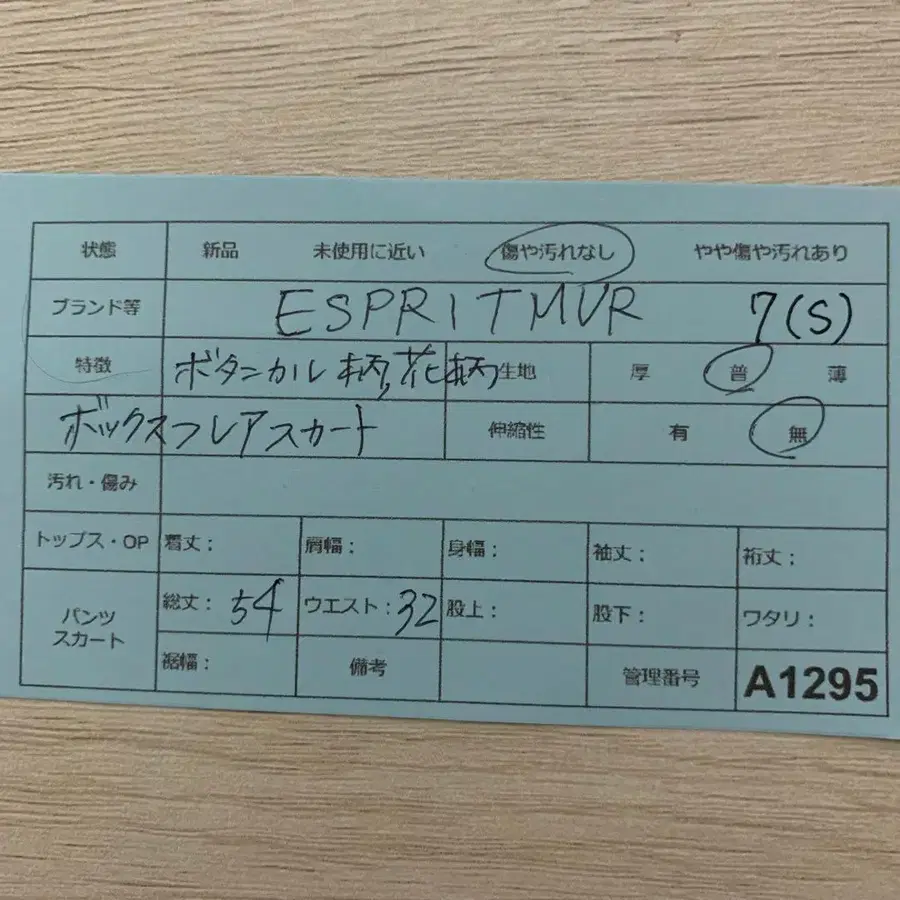 状態 新品 未使用に近い 傷や汚れなし やや傷や汚れあり
ブランド等 ESPRITMUR 7(S)
特徴 ボタニカル柄,花柄 生地 厚 普 薄
ボックスフレアスカート 伸縮性 有 無
汚れ・傷み
トップス・OP 着丈: 肩幅: 身幅: 袖丈: 裄丈:
パンツ スカート 総丈: 54 ウエスト: 32 股上: 股下: ワタリ:
裾幅: 備考 管理番号 A1295